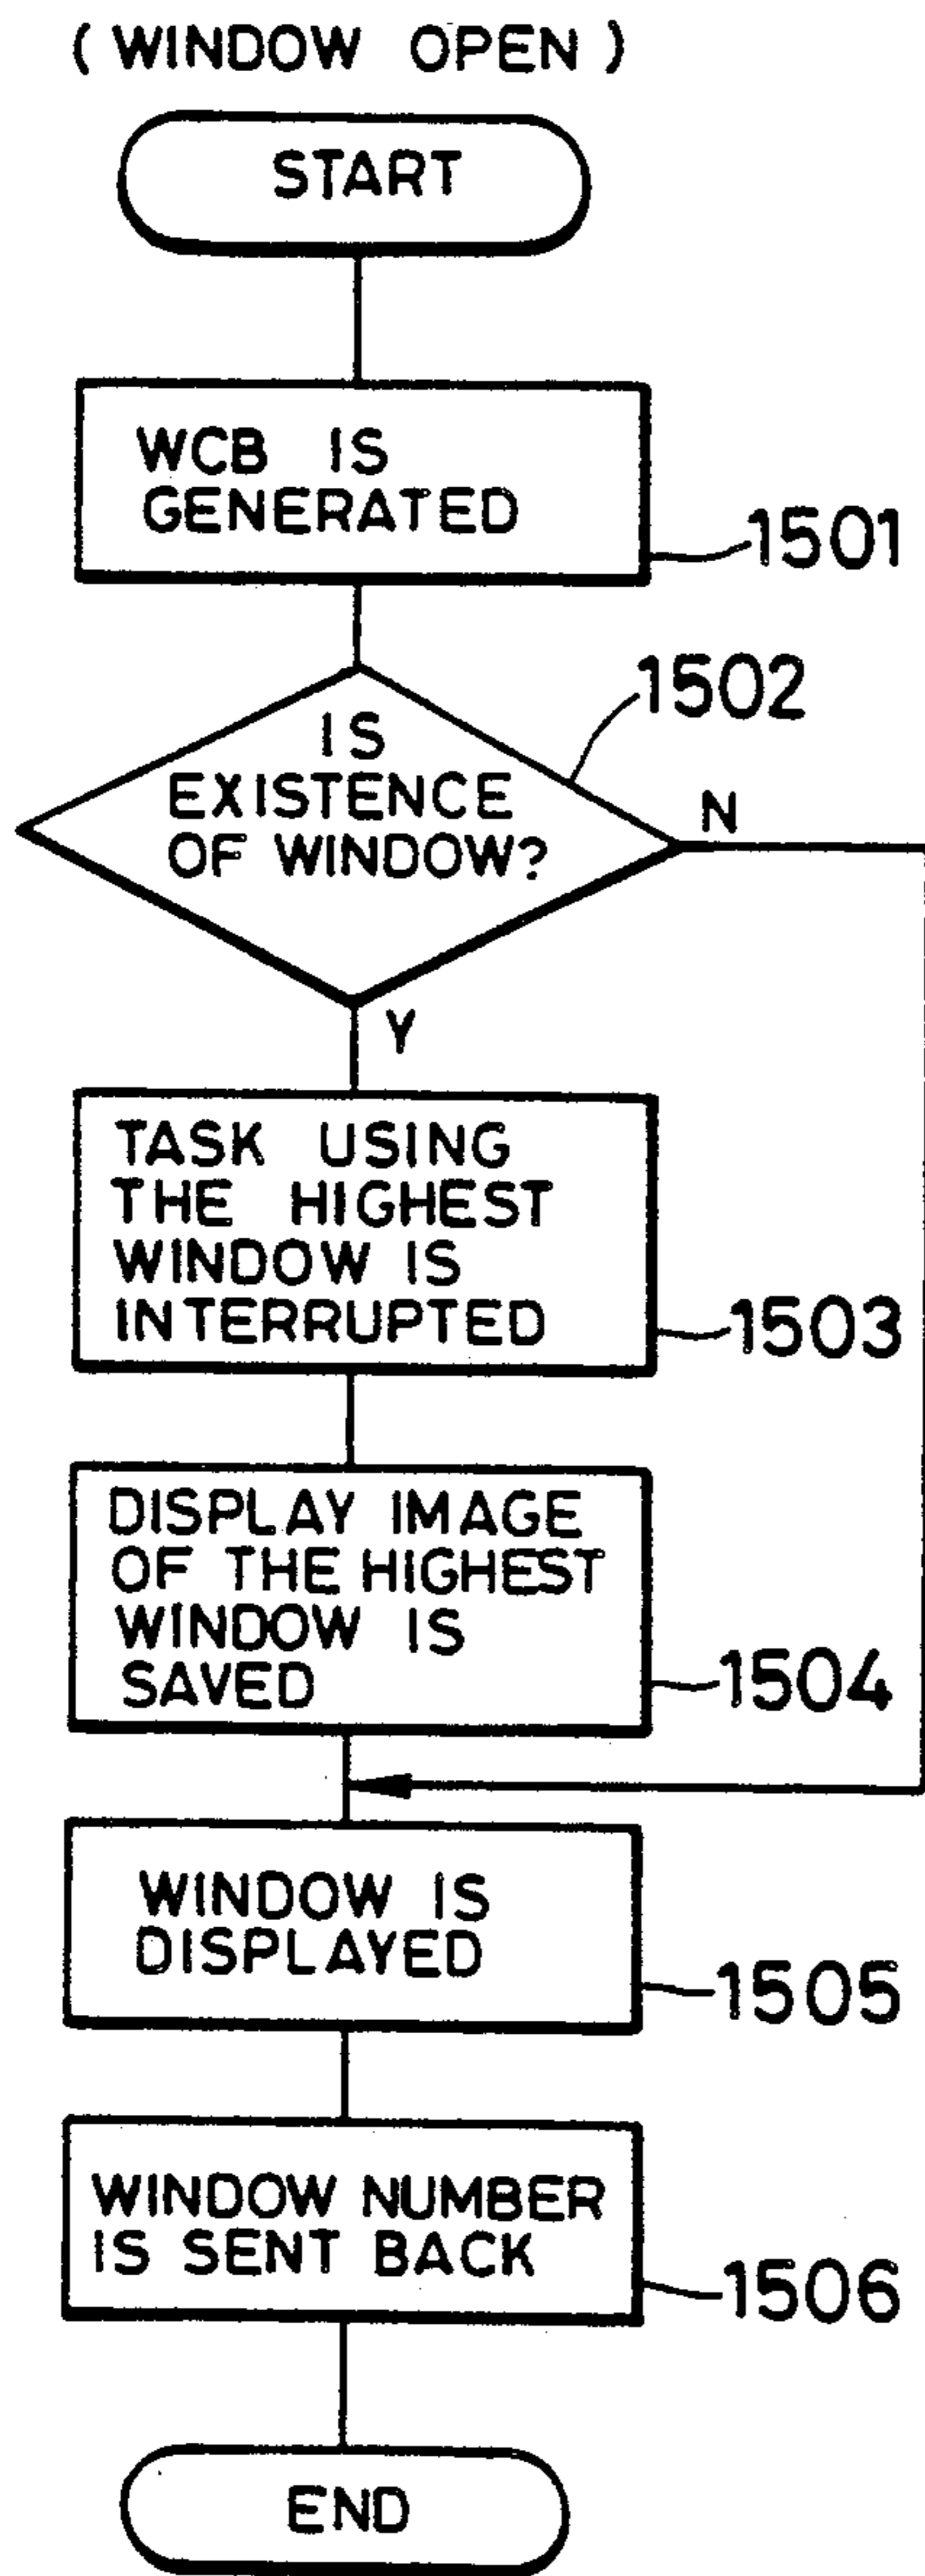 ( WINDOW OPEN )
START
WCB IS
GENERATED
1501
1502
IS
EXISTENCE
OF WINDOW?
N
Y
TASK USING
THE HIGHEST
WINDOW IS
INTERRUPTED
1503
DISPLAY IMAGE
OF THE HIGHEST
WINDOW IS
SAVED
1504
WINDOW IS
DISPLAYED
1505
WINDOW NUMBER
IS SENT BACK
1506
END